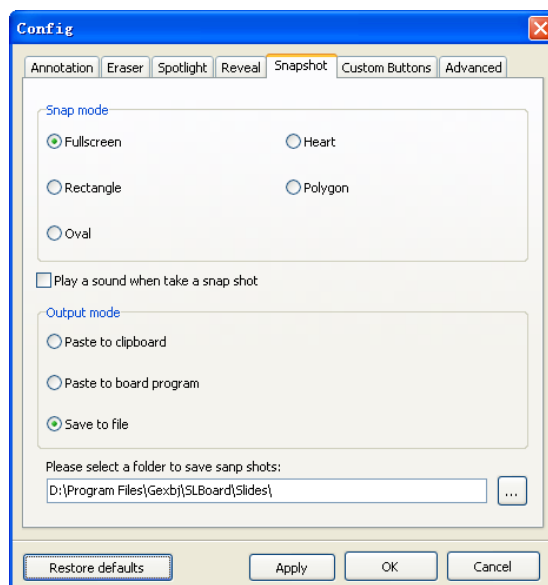 Config
Annotation Eraser Spotlight Reveal Snapshot Custom Buttons Advanced
Snap mode
Fullscreen Heart
Rectangle Polygon
Oval
Play a sound when take a snap shot
Output mode
Paste to clipboard
Paste to board program
Save to file
Please select a folder to save sanp shots:
D:\Program Files\Gexbj\SLBoard\Slides\ ...
Restore defaults Apply OK Cancel